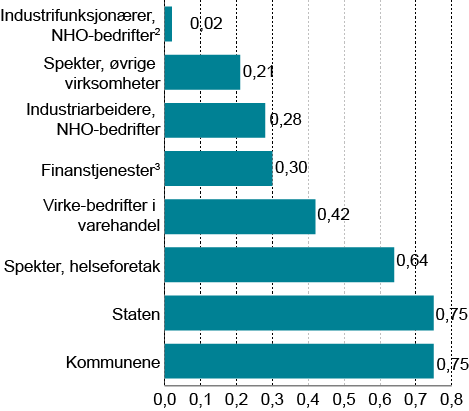 Industrifunksjonærer,
NHO-bedrifter²
0,02
Spekter, øvrige
virksomheter
0,21
Industriarbeidere,
NHO-bedrifter
0,28
Finanstjenester³
0,30
Virke-bedrifter i
varehandel
0,42
Spekter, helseforetak
0,64
Staten
0,75
Kommunene
0,75
0,0 0,1 0,2 0,3 0,4 0,5 0,6 0,7 0,8